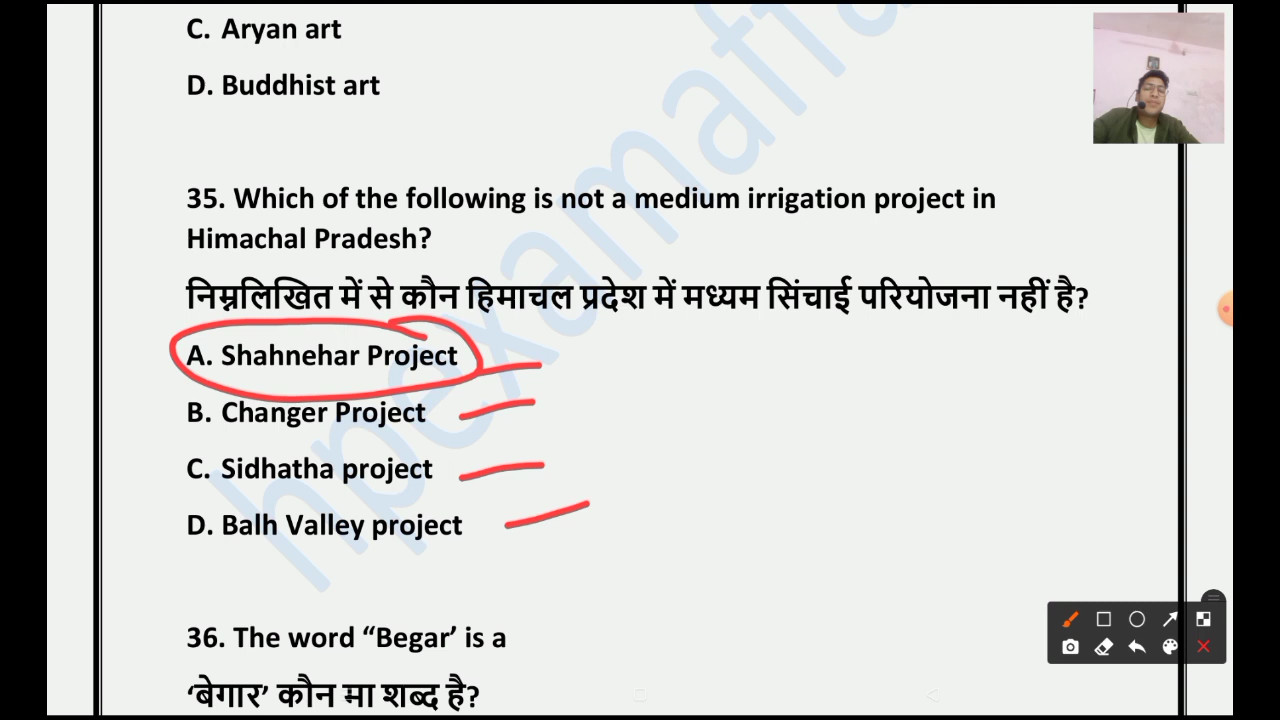 C. Aryan art
D. Buddhist art
35. Which of the following is not a medium irrigation project in
Himachal Pradesh?
निम्नलिखित में से कौन हिमाचल प्रदेश में मध्यम सिंचाई परियोजना नहीं है?
A. Shahnehar Project
B. Changer Project
C. Sidhatha project
D. Balh Valley project
36. The word “Begar’ is a
‘बेगार’ कौन सा शब्द है?
hpexamaffa